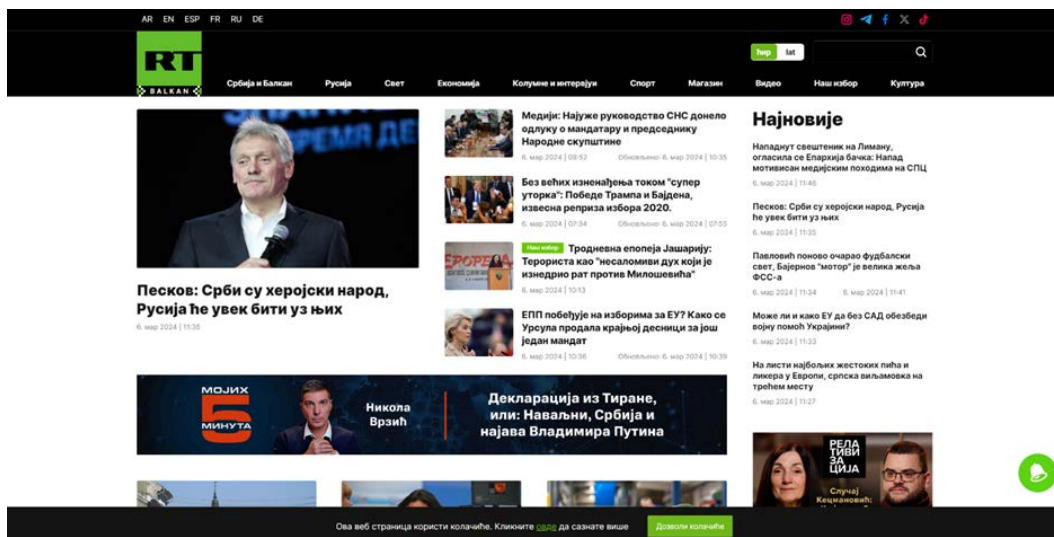 AR EN ESP FR RU DE
RT
BALKAN
ћир lat
Србија и Балкан Русија Свет Економија Колумне и интервјуи Спорт Магазин Видео Наш избор Култура
ВРЕМЯ ДЕ
Песков: Срби су херојски народ,
Русија ће увек бити уз њих
6. мар 2024 | 11:35
Медији: Најуже руководство СНС донело
одлуку о мандатару и председнику
Народне скупштине
6. мар 2024 | 09:52 Обновљено: 6. мар 2024 | 10:35
Без већих изненађења током "супер
уторка": Победе Трампа и Бајдена,
извесна реприза избора 2020.
6. мар 2024 | 07:34 Обновљено: 6. мар 2024 | 07:55
Наш избор Тродневна епопеја Јашарију:
Терориста као "несаломиви дух који је
изнедрио рат против Милошевића"
6. мар 2024 | 10:13
ЕПП побеђује на изборима за ЕУ? Како се
Урсула продала крајњој десници за још
један мандат
6. мар 2024 | 10:36 Обновљено: 6. мар 2024 | 10:39
Најновије
Нападнут свештеник на Лиману,
огласила се Епархија бачка: Напад
мотивисан медијским походима на СПЦ
6. мар 2024 | 11:46
Песков: Срби су херојски народ, Русија
ће увек бити уз њих
6. мар 2024 | 11:35
Павловић поново очарао фудбалски
свет, Бајернов "мотор" је велика жеља
ФСС-а
6. мар 2024 | 11:34 6. мар 2024 | 11:41
Може ли и како ЕУ да без САД обезбеди
војну помоћ Украјини?
6. мар 2024 | 11:33
На листи најбољих жестоких пића и
ликера у Европи, српска виљамовка на
трећем месту
6. мар 2024 | 11:27
МОЈИХ
5
МИНУТА
Никола
Врзић
Декларација из Тиране,
или: Наваљни, Србија и
најава Владимира Путина
РЕЛА
ТИВИ
ЗА
ЦИЈА
Случај
Кецмановић:
Ова веб страница користи колачиће. Кликните овде да сазнате више Дозволи колачиће